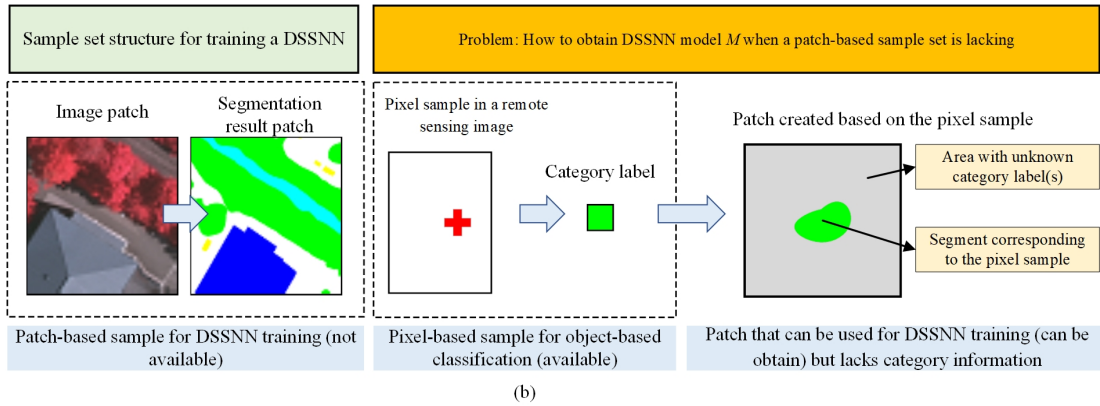 Sample set structure for training a DSSNN
Problem: How to obtain DSSNN model M when a patch-based sample set is lacking
Image patch
Segmentation
result patch
Pixel sample in a remote
sensing image
Category label
Patch created based on the pixel sample
Area with unknown
category label(s)
Segment corresponding
to the pixel sample
Patch-based sample for DSSNN training (not
available)
Pixel-based sample for object-based
classification (available)
Patch that can be used for DSSNN training (can be
obtain) but lacks category information
(b)